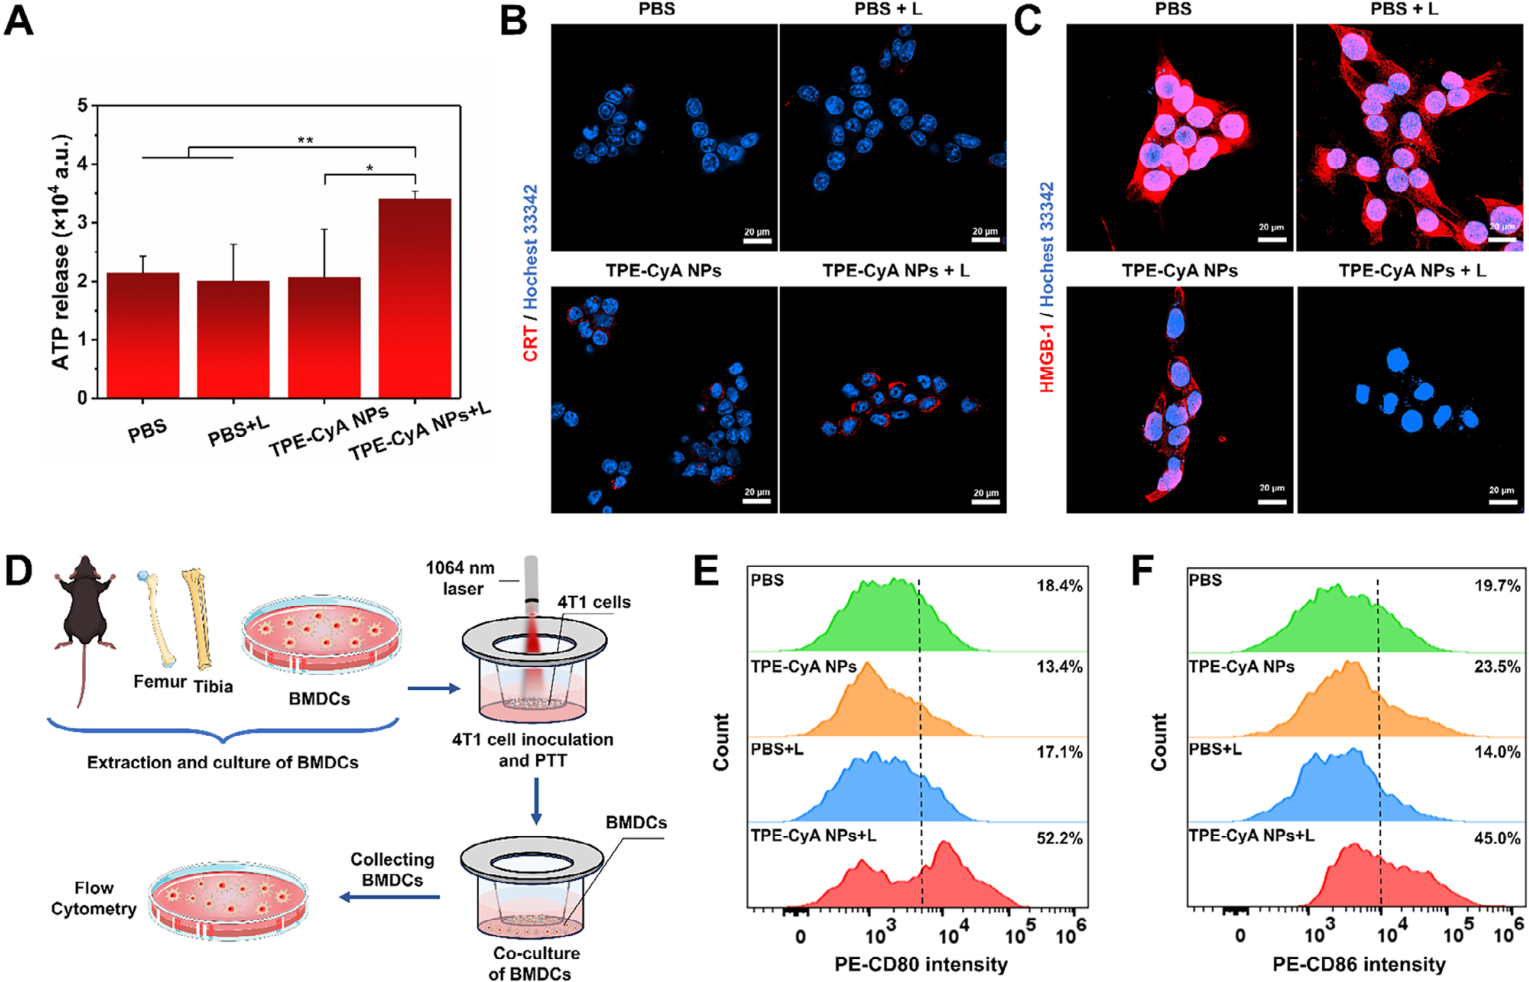 A
5
4
3
2
1
0
ATP release (×10⁴ a.u.)
**
*
PBS
PBS+L
TPE-CyA NPs
TPE-CyA NPs+L
B
PBS
PBS + L
TPE-CyA NPs
TPE-CyA NPs + L
CRT / Hochest 33342
20 μm
20 μm
20 μm
20 μm
C
PBS
PBS + L
TPE-CyA NPs
TPE-CyA NPs + L
HMGB-1 / Hochest 33342
20 μm
20 μm
20 μm
20 μm
D
Femur
Tibia
BMDCs
Extraction and culture of BMDCs
1064 nm
laser
4T1 cells
4T1 cell inoculation
and PTT
BMDCs
Co-culture
of BMDCs
Collecting
BMDCs
Flow
Cytometry
E
PBS
18.4%
TPE-CyA NPs
13.4%
PBS+L
17.1%
TPE-CyA NPs+L
52.2%
Count
0
10³
10⁴
10⁵
10⁶
PE-CD80 intensity
F
PBS
19.7%
TPE-CyA NPs
23.5%
PBS+L
14.0%
TPE-CyA NPs+L
45.0%
Count
0
10³
10⁴
10⁵
10⁶
PE-CD86 intensity